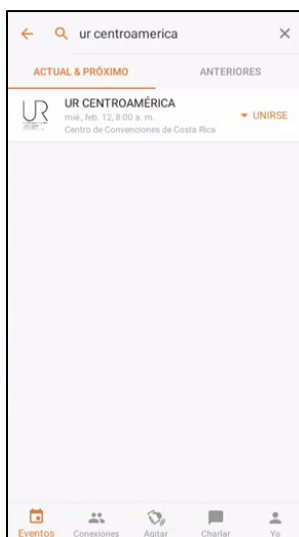 ur centroamerica
ACTUAL & PRÓXIMO ANTERIORES
UR CENTROAMÉRICA
mié., feb. 12, 8:00 a. m.
Centro de Convenciones de Costa Rica
UNIRSE
UR
Eventos Conexiones Agitar Charlar Yo